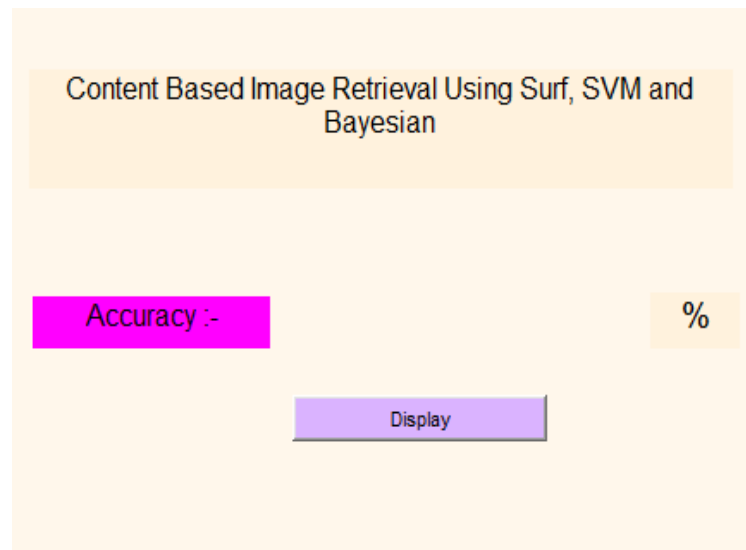 Content Based Image Retrieval Using Surf, SVM and
Bayesian
Accuracy :-
%
Display